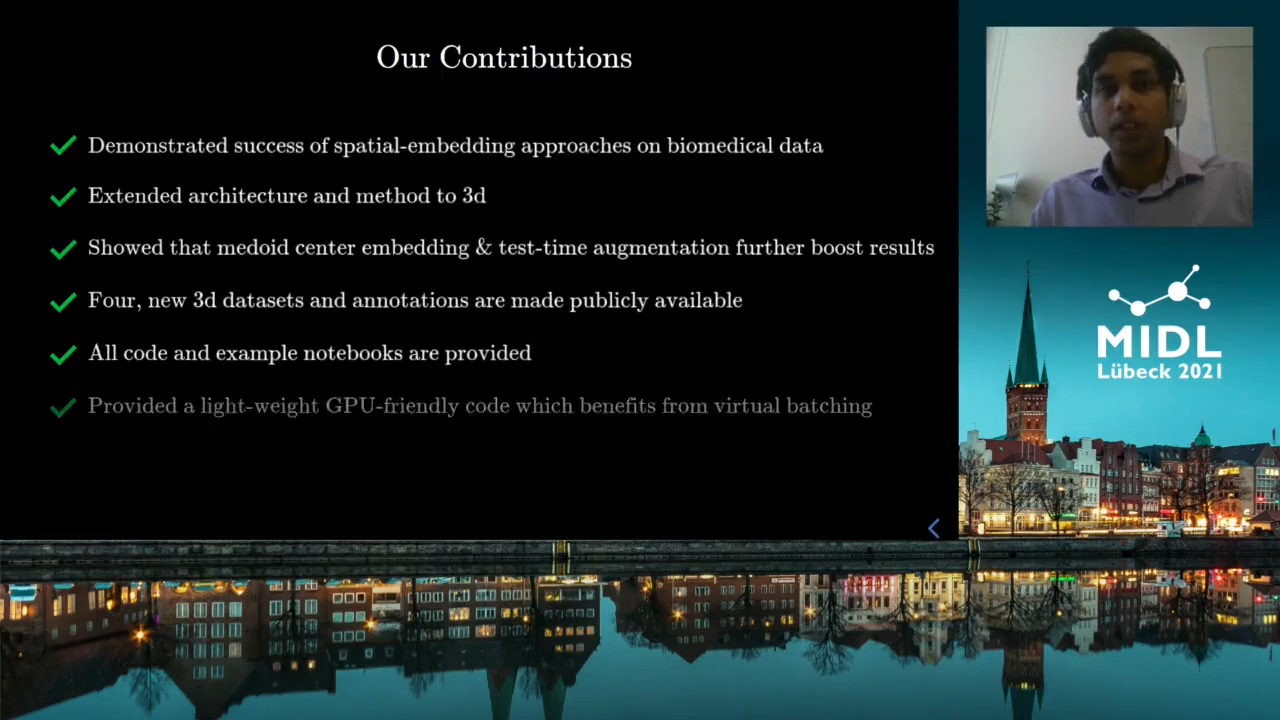 Our Contributions
Demonstrated success of spatial-embedding approaches on biomedical data
Extended architecture and method to 3d
Showed that medoid center embedding & test-time augmentation further boost results
Four, new 3d datasets and annotations are made publicly available
All code and example notebooks are provided
Provided a light-weight GPU-friendly code which benefits from virtual batching
MIDL
Lübeck 2021